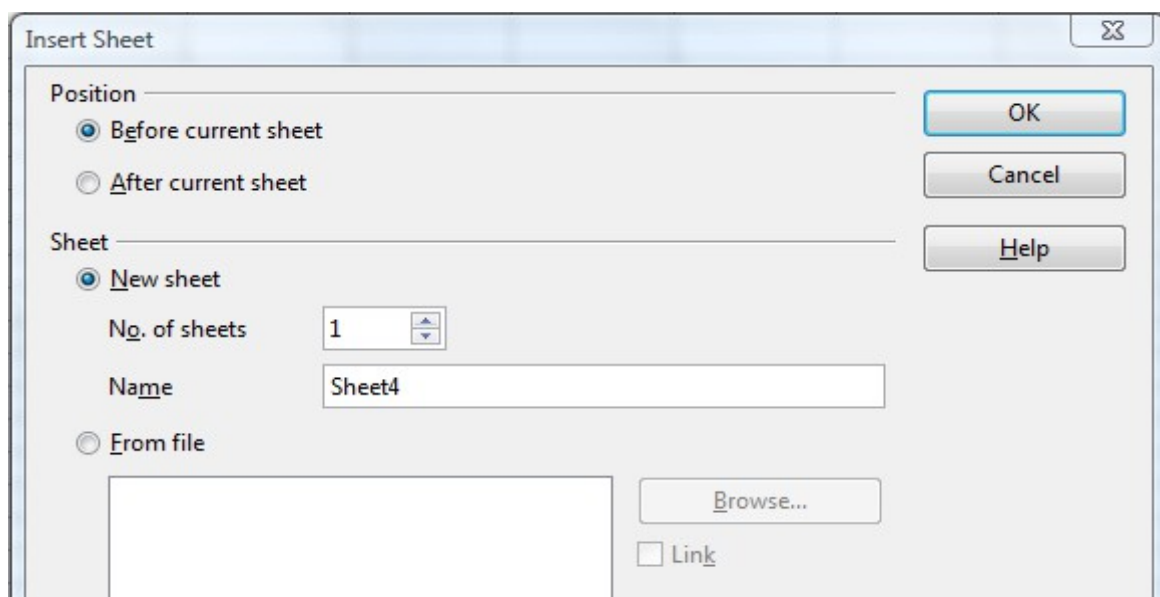 Insert Sheet
Position
Before current sheet
After current sheet
OK
Cancel
Help
Sheet
New sheet
No. of sheets 1
Name Sheet4
From file
Browse...
Link